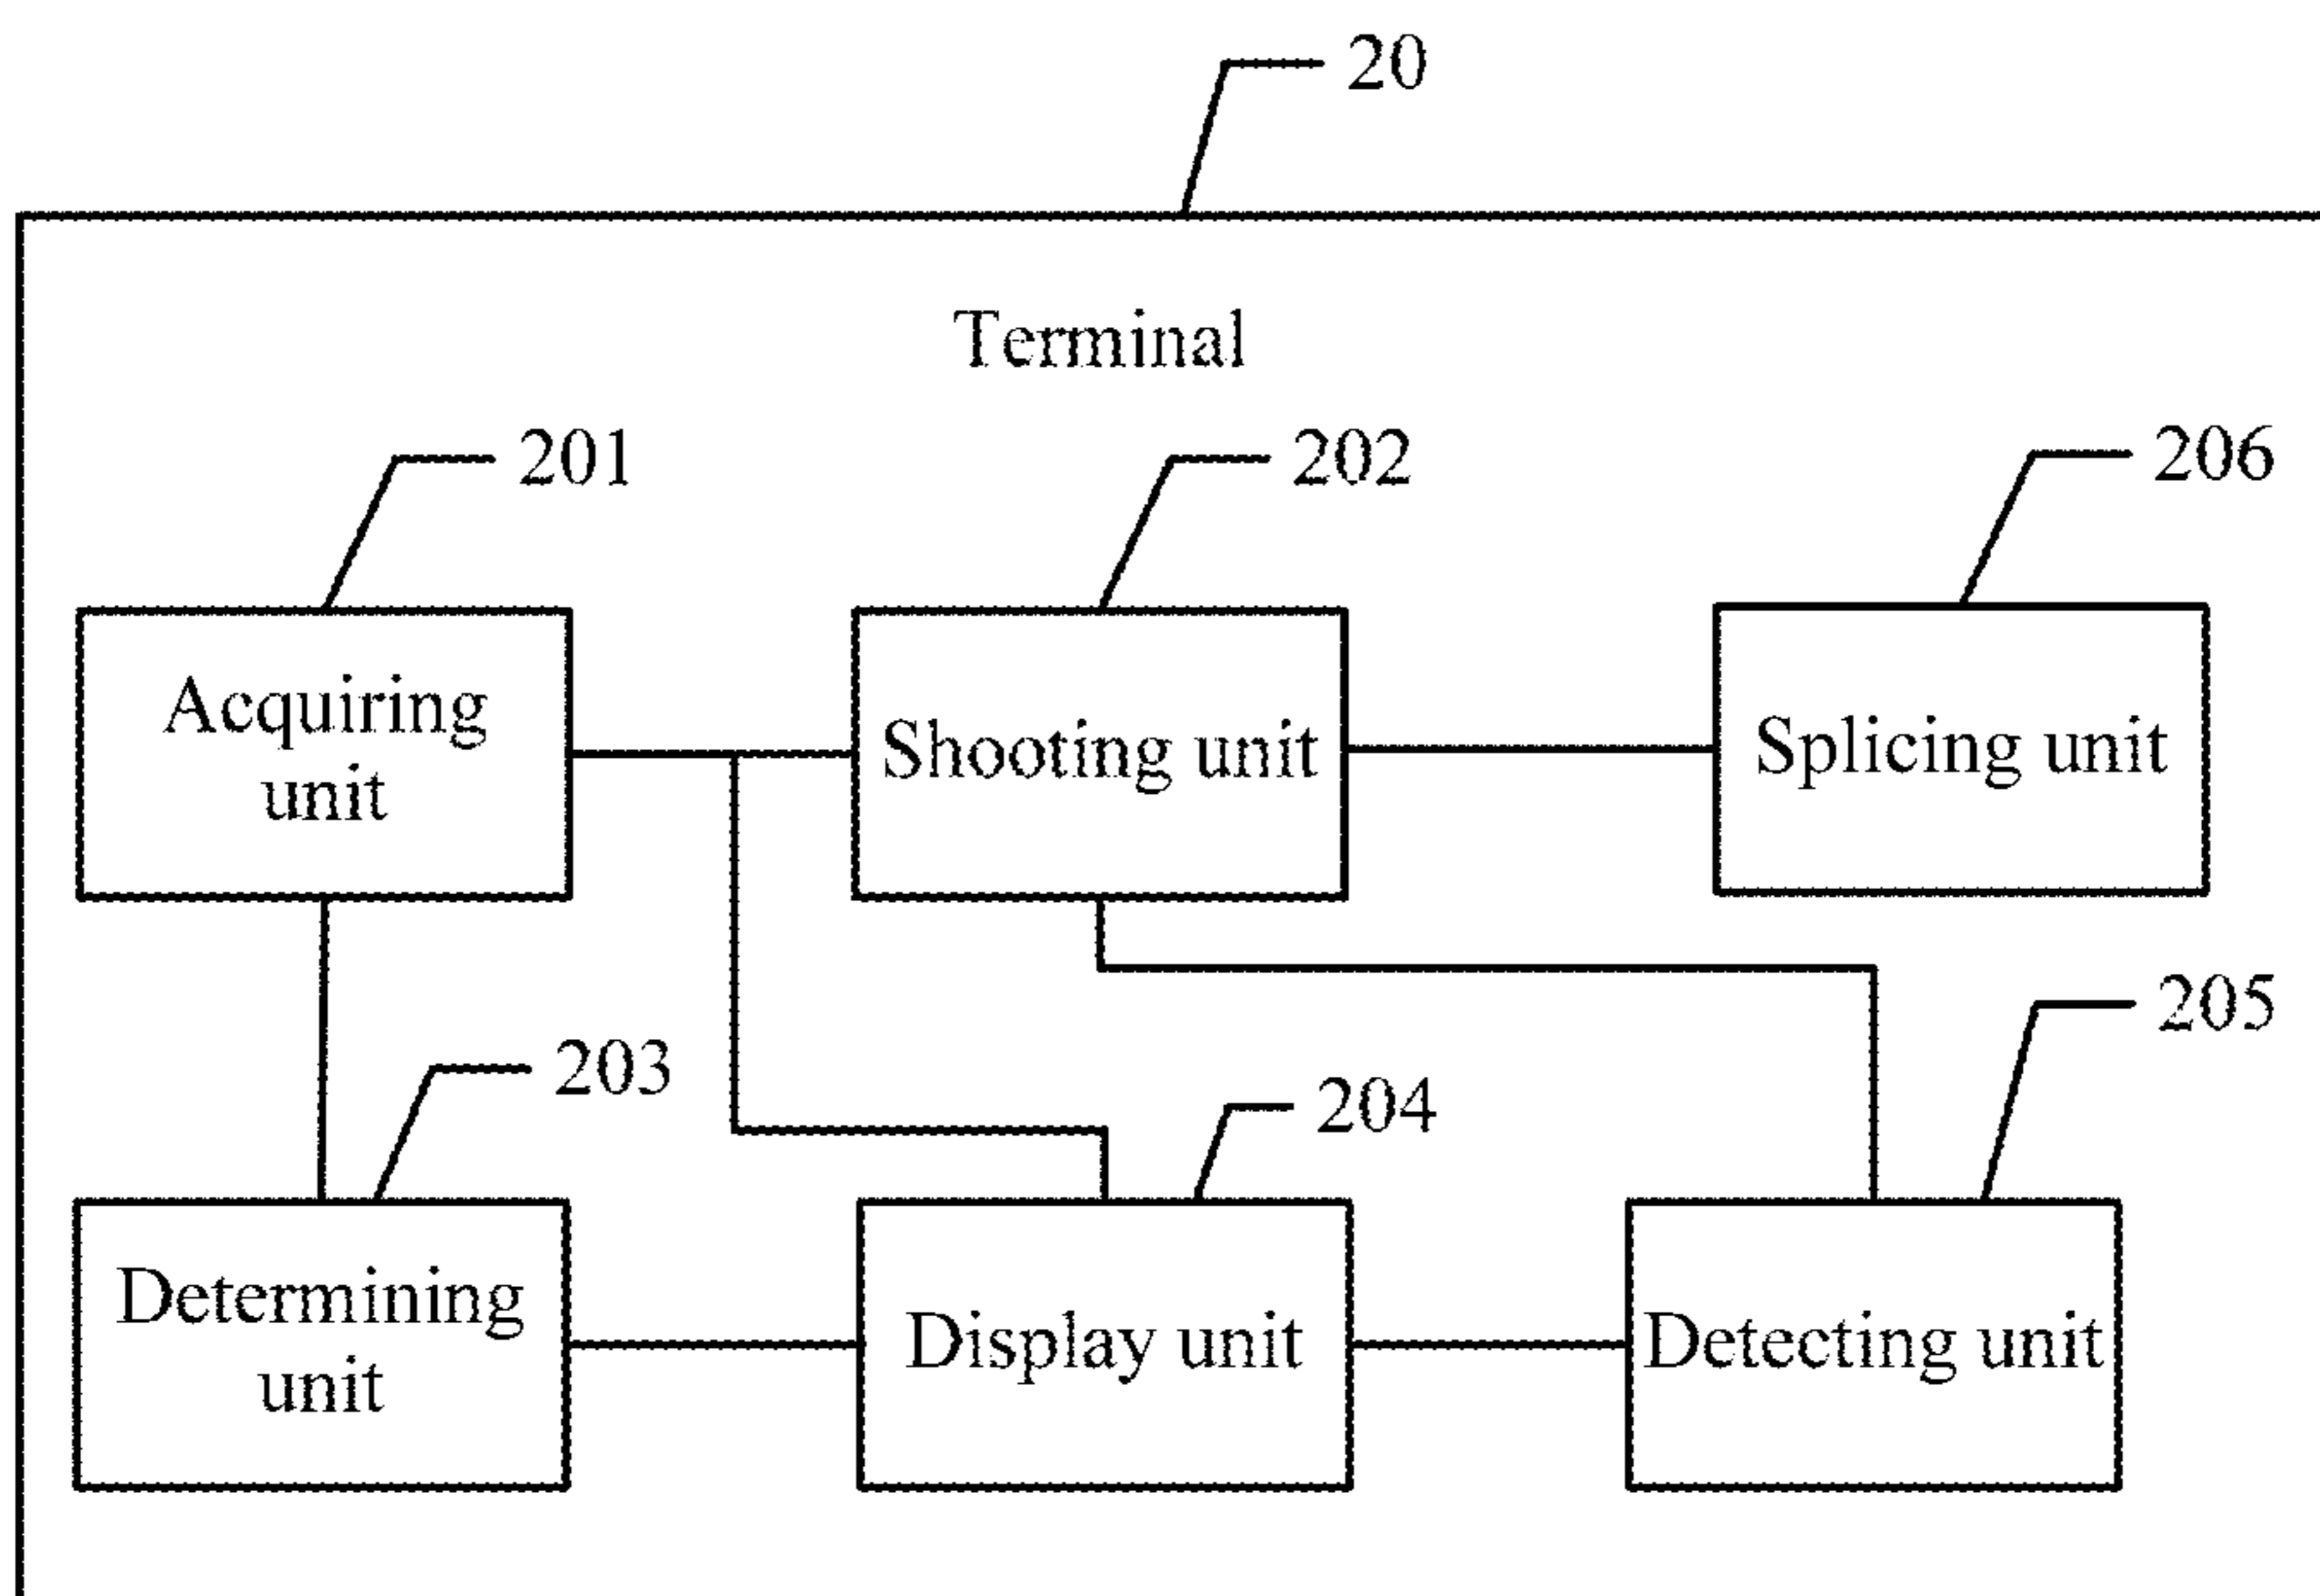 20
Terminal
201
202
206
Acquiring
unit
Shooting unit
Splicing unit
203
204
205
Determining
unit
Display unit
Detecting unit